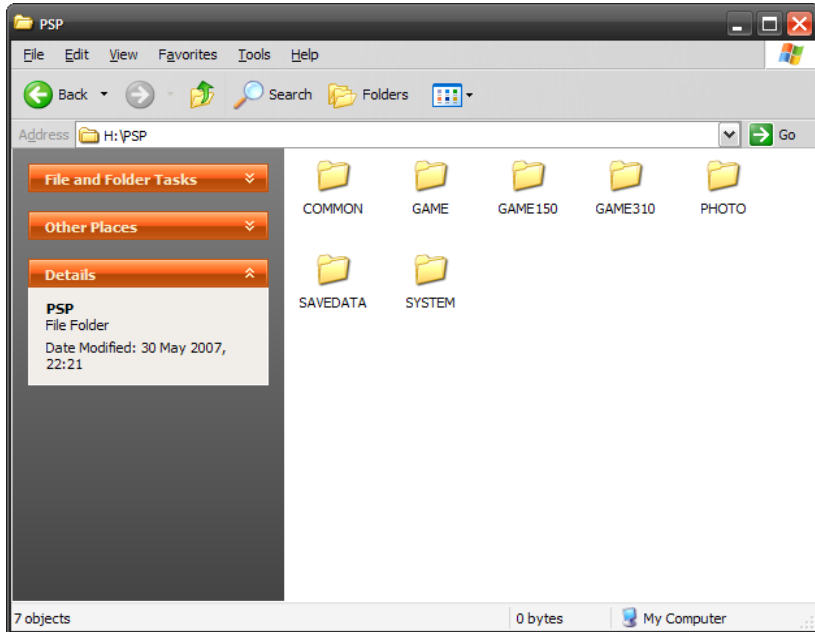 PSP
File Edit View Favorites Tools Help
Back Search Folders
Address H:\PSP Go
File and Folder Tasks
Other Places
Details
PSP
File Folder
Date Modified: 30 May 2007,
22:21
COMMON GAME GAME150 GAME310 PHOTO
SAVEDATA SYSTEM
7 objects 0 bytes My Computer